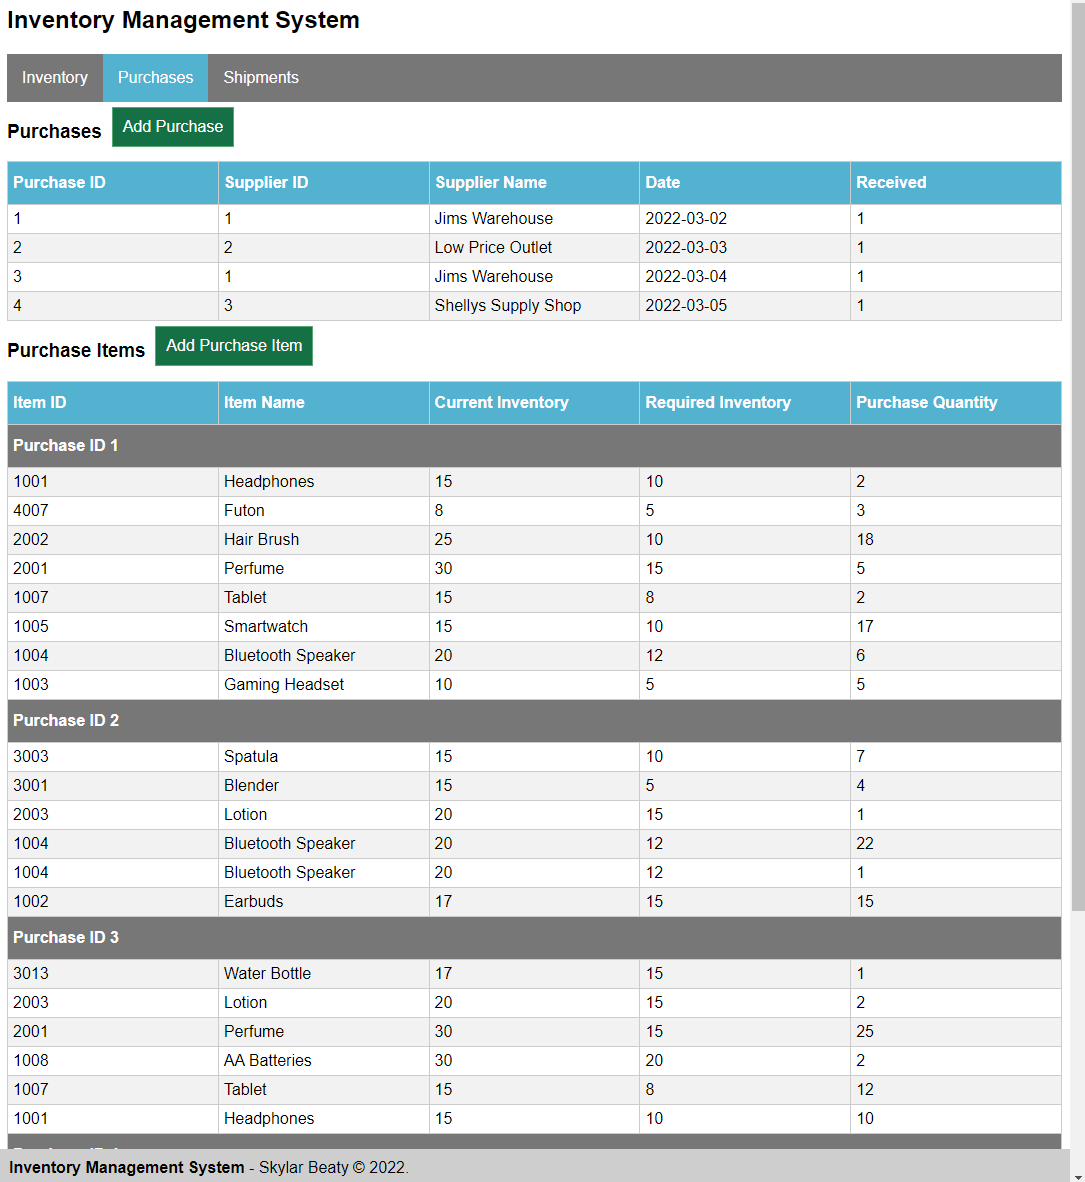 Inventory Management System
Inventory Purchases Shipments
Purchases Add Purchase
Purchase ID Supplier ID Supplier Name Date Received
1 1 Jims Warehouse 2022-03-02 1
2 2 Low Price Outlet 2022-03-03 1
3 1 Jims Warehouse 2022-03-04 1
4 3 Shellys Supply Shop 2022-03-05 1
Purchase Items Add Purchase Item
Item ID Item Name Current Inventory Required Inventory Purchase Quantity
Purchase ID 1
1001 Headphones 15 10 2
4007 Futon 8 5 3
2002 Hair Brush 25 10 18
2001 Perfume 30 15 5
1007 Tablet 15 8 2
1005 Smartwatch 15 10 17
1004 Bluetooth Speaker 20 12 6
1003 Gaming Headset 10 5 5
Purchase ID 2
3003 Spatula 15 10 7
3001 Blender 15 5 4
2003 Lotion 20 15 1
1004 Bluetooth Speaker 20 12 22
1004 Bluetooth Speaker 20 12 1
1002 Earbuds 17 15 15
Purchase ID 3
3013 Water Bottle 17 15 1
2003 Lotion 20 15 2
2001 Perfume 30 15 25
1008 AA Batteries 30 20 2
1007 Tablet 15 8 12
1001 Headphones 15 10 10
Inventory Management System - Skylar Beaty © 2022.